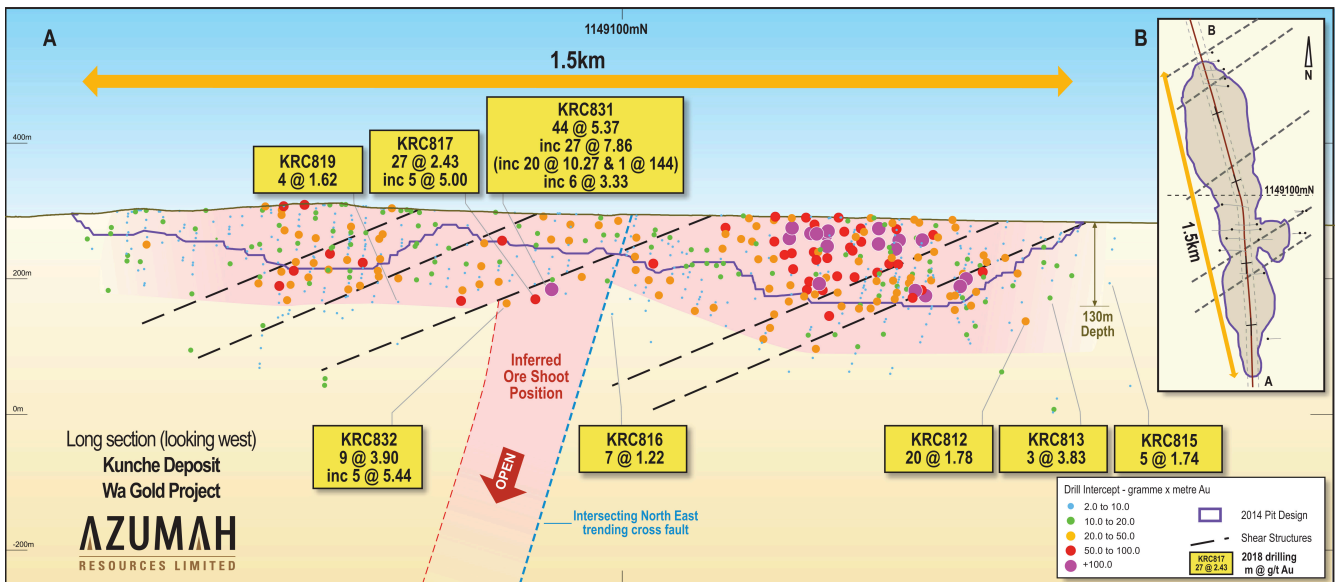 A
1149100mN
B
1.5km
400m
200m
0m
-200m
KRC819
4 @ 1.62
KRC817
27 @ 2.43
inc 5 @ 5.00
KRC831
44 @ 5.37
inc 27 @ 7.86
(inc 20 @ 10.27 & 1 @ 144)
inc 6 @ 3.33
130m
Depth
Inferred
Ore Shoot
Position
OPEN
Intersecting North East
trending cross fault
KRC832
9 @ 3.90
inc 5 @ 5.44
KRC816
7 @ 1.22
KRC812
20 @ 1.78
KRC813
3 @ 3.83
KRC815
5 @ 1.74
Long section (looking west)
Kunche Deposit
Wa Gold Project
AZUMAH
RESOURCES LIMITED
B
N
1149100mN
1.5km
A
Drill Intercept - gramme x metre Au
2.0 to 10.0
10.0 to 20.0
20.0 to 50.0
50.0 to 100.0
+100.0
2014 Pit Design
Shear Structures
KRC817
27 @ 2.43
2018 drilling
m @ g/t Au